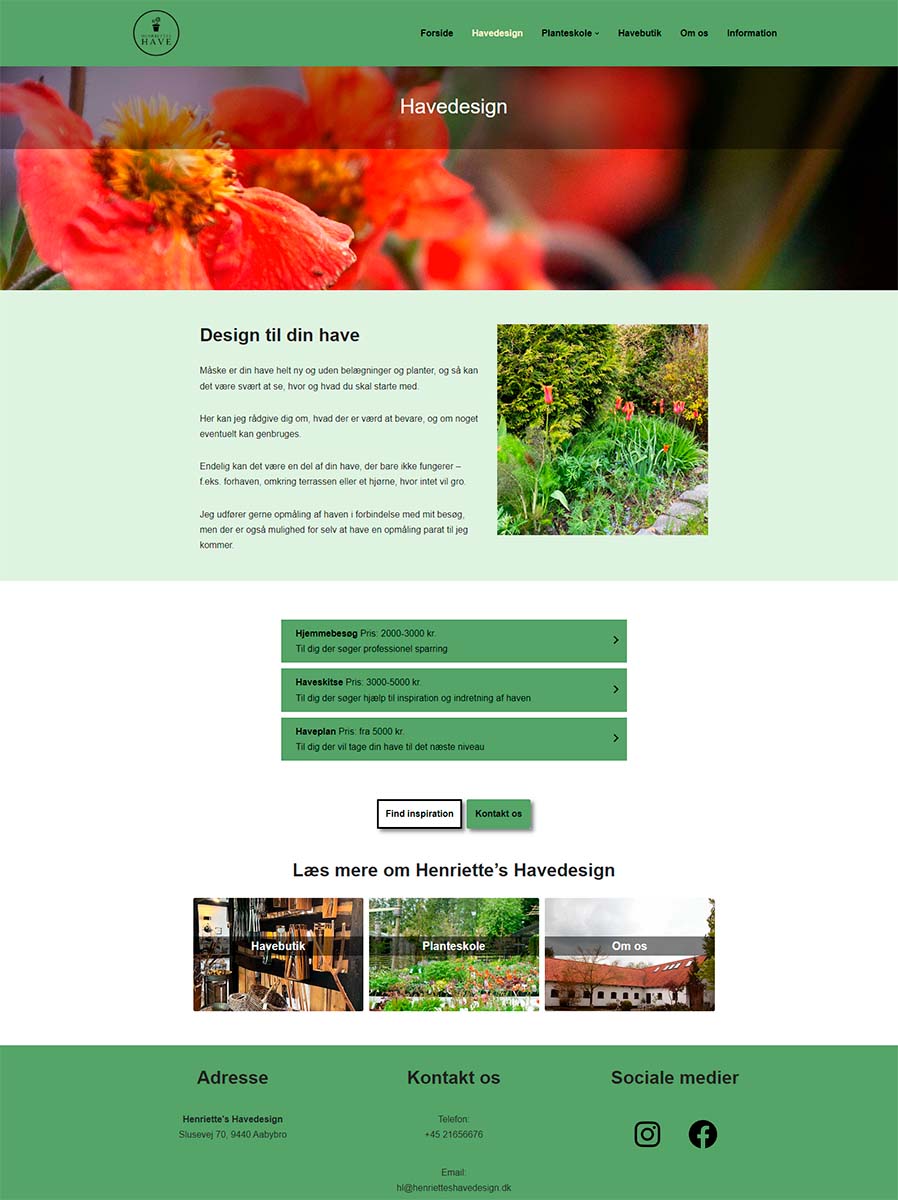 HENRIETTES
HAVE
Forside
Havedesign
Planteskole
Havebutik
Om os
Information
Havedesign
Design til din have
Måske er din have helt ny og uden belægninger og planter, og så kan
det være svært at se, hvor og hvad du skal starte med.
Her kan jeg rådgive dig om, hvad der er værd at bevare, og om noget
eventuelt kan genbruges.
Endelig kan det være en del af din have, der bare ikke fungerer –
f.eks. forhaven, omkring terrassen eller et hjørne, hvor intet vil gro.
Jeg udfører gerne opmåling af haven i forbindelse med mit besøg,
men der er også mulighed for selv at have en opmåling parat til jeg
kommer.
Hjemmebesøg Pris: 2000-3000 kr.
Til dig der søger professionel sparring
Haveskitse Pris: 3000-5000 kr.
Til dig der søger hjælp til inspiration og indretning af haven
Haveplan Pris: fra 5000 kr.
Til dig der vil tage din have til det næste niveau
Find inspiration
Kontakt os
Læs mere om Henriette’s Havedesign
Havebutik
Planteskole
Om os
Adresse
Henriette's Havedesign
Slusevej 70, 9440 Aabybro
Kontakt os
Telefon:
+45 21656676
Email:
hl@henrietteshavedesign.dk
Sociale medier